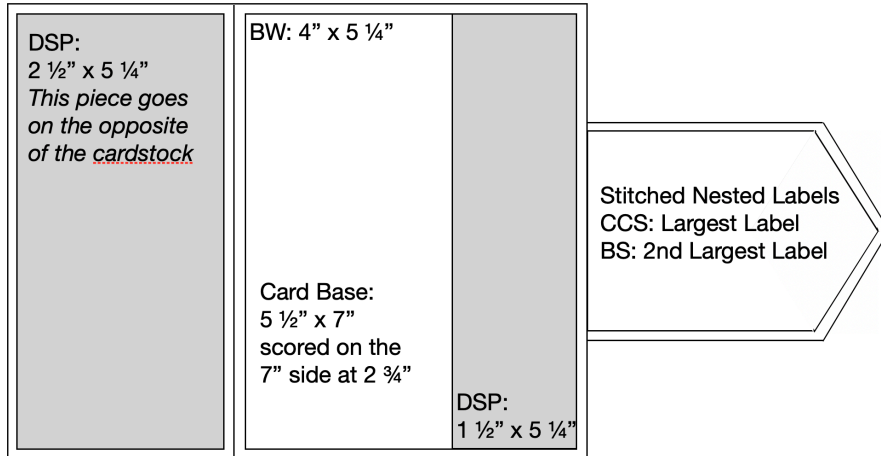 DSP:
2 ½” x 5 ¼”
This piece goes
on the opposite
of the cardstock
BW: 4” x 5 ¼”
Card Base:
5 ½” x 7”
scored on the
7” side at 2 ¾”
DSP:
1 ½” x 5 ¼”
Stitched Nested Labels
CCS: Largest Label
BS: 2nd Largest Label